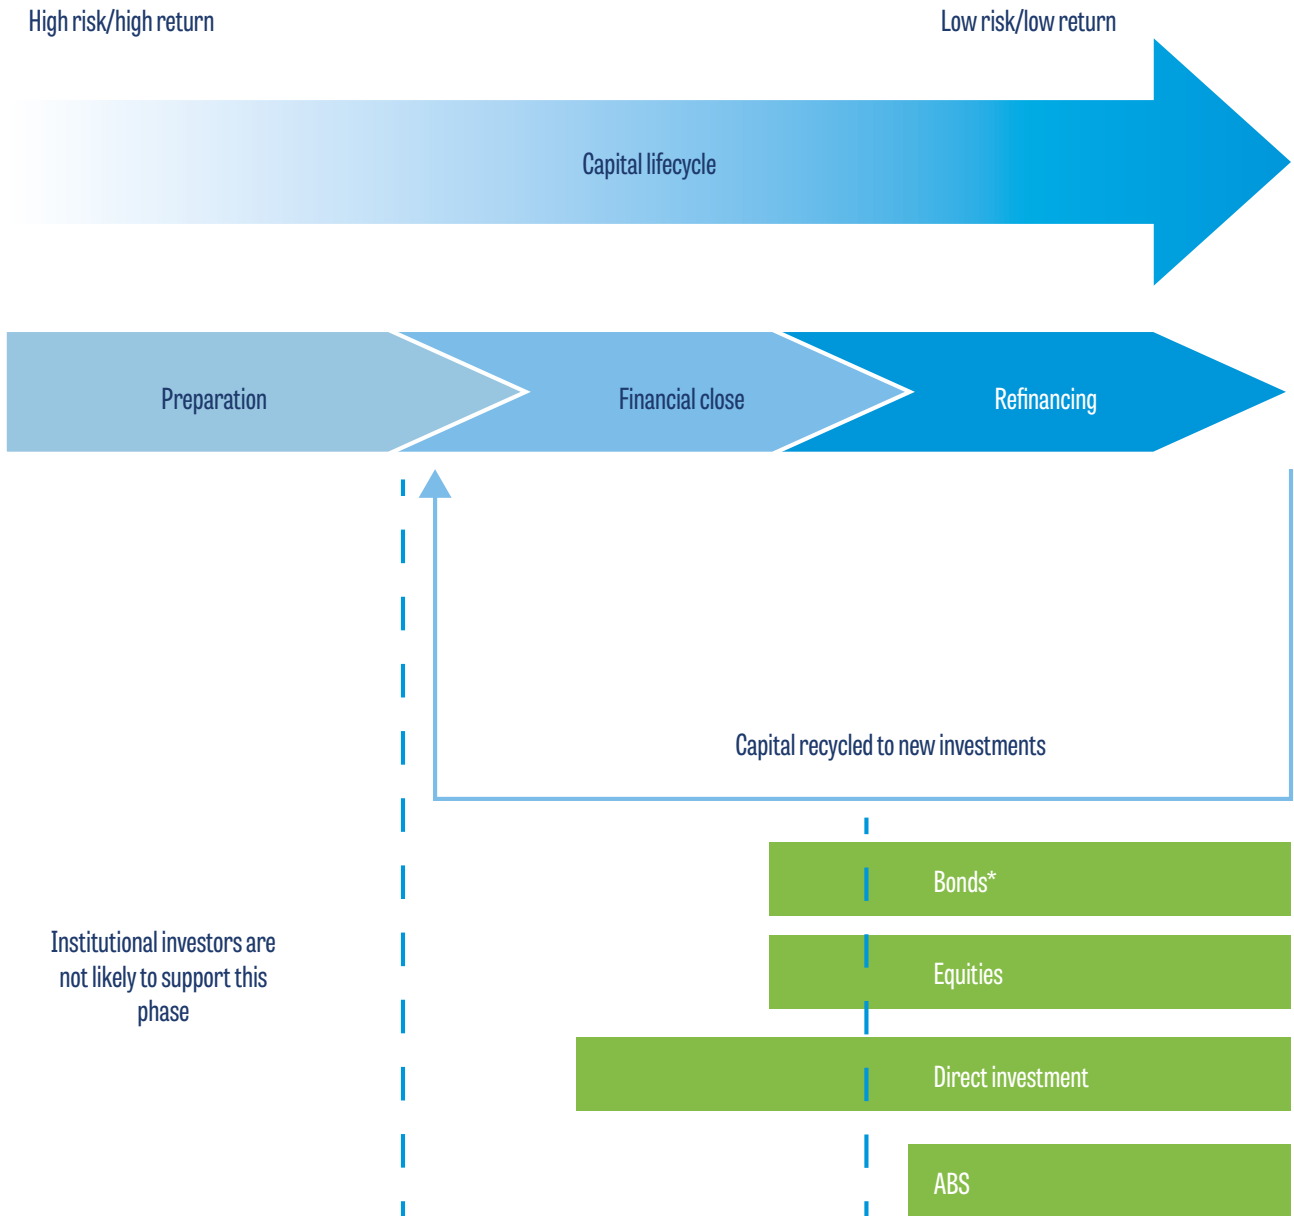 High risk/high return
Low risk/low return
Capital lifecycle
Preparation
Financial close
Refinancing
Capital recycled to new investments
Bonds*
Institutional investors are
not likely to support this
phase
Equities
Direct investment
ABS